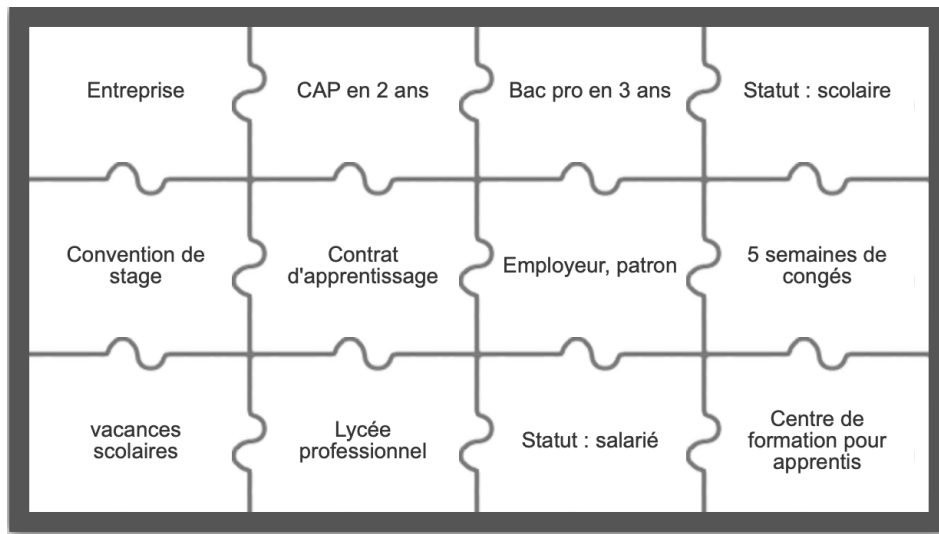 Entreprise
CAP en 2 ans
Bac pro en 3 ans
Statut : scolaire
Convention de
stage
Contrat
d'apprentissage
Employeur, patron
5 semaines de
congés
vacances
scolaires
Lycée
professionnel
Statut : salarié
Centre de
formation pour
apprentis